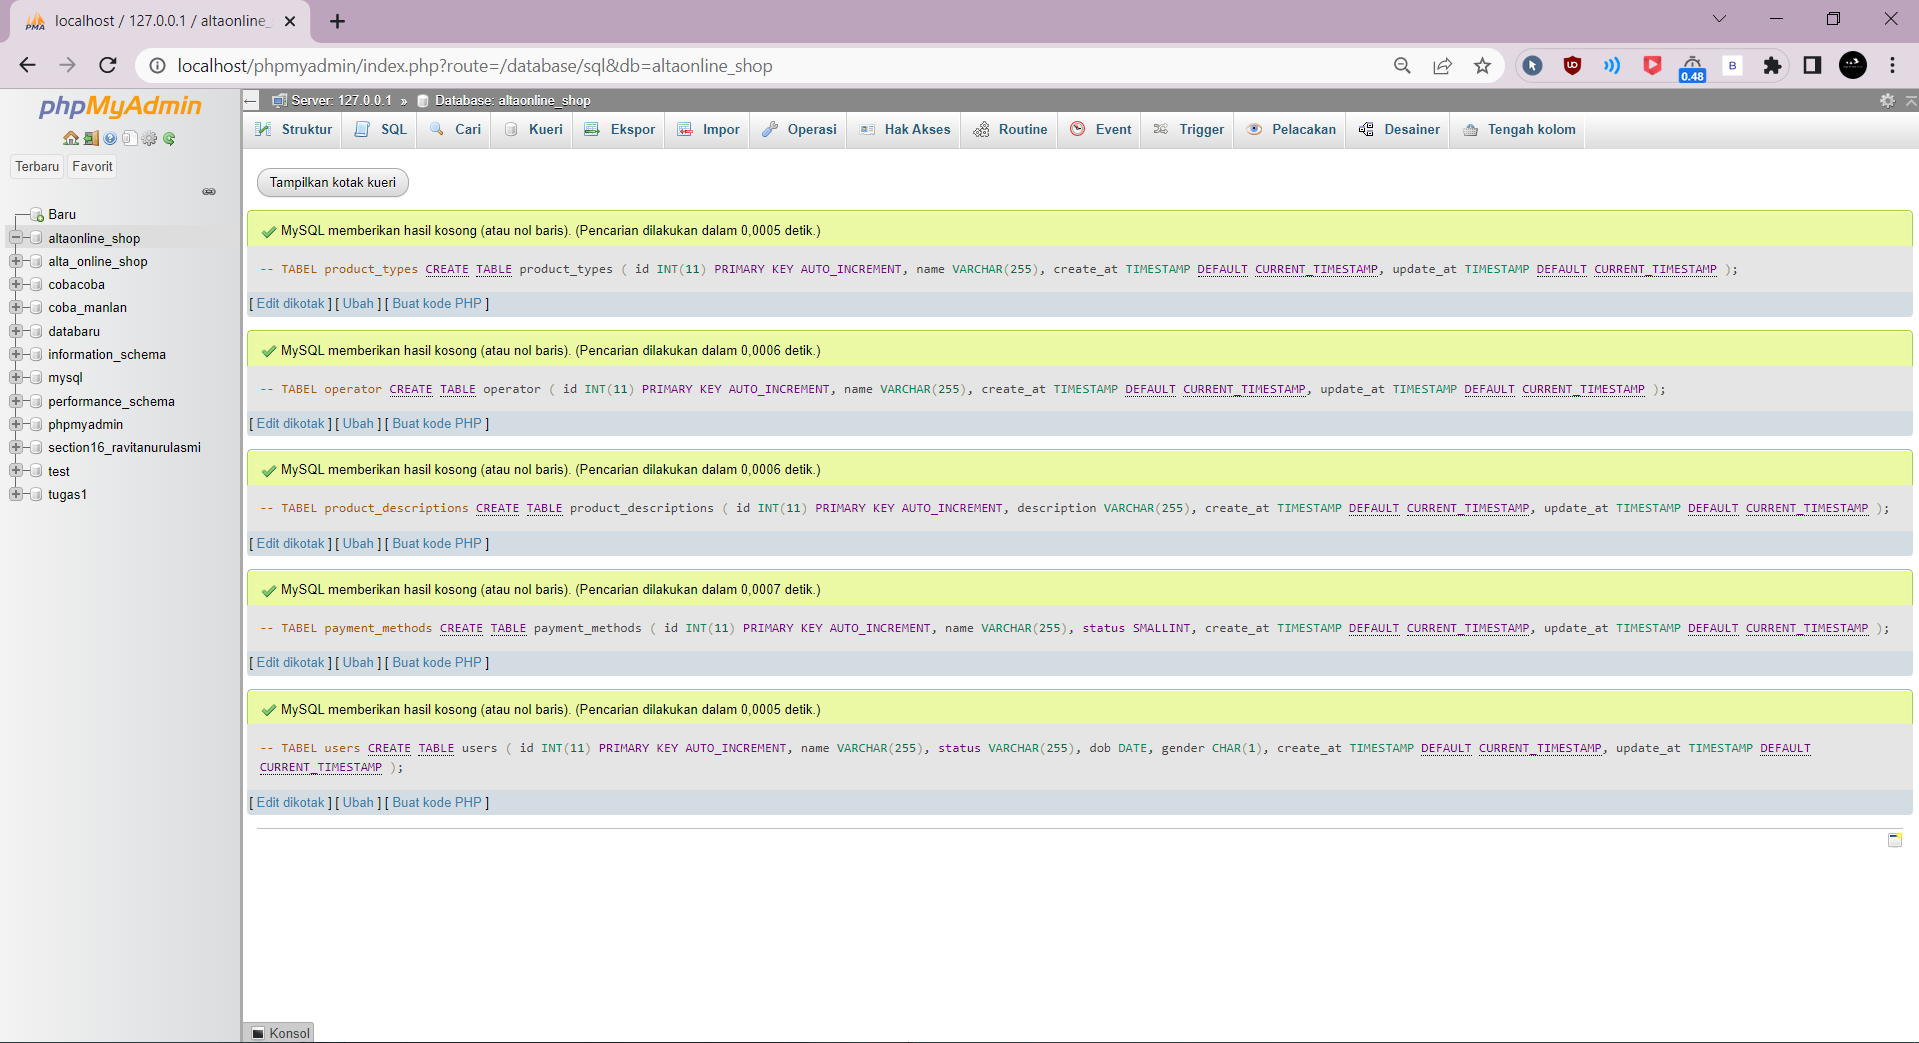 localhost / 127.0.0.1 / altaonline_
localhost/phpmyadmin/index.php?route=/database/sql&db=altaonline_shop
0.48
B
phpMyAdmin
Terbaru Favorit
Baru
altaonline_shop
alta_online_shop
cobacoba
coba_manlan
databaru
information_schema
mysql
performance_schema
phpmyadmin
section16_ravitanurulasmi
test
tugas1
Server: 127.0.0.1 » Database: altaonline_shop
Struktur SQL Cari Kueri Ekspor Impor Operasi Hak Akses Routine Event Trigger Pelacakan Desainer Tengah kolom
Tampilkan kotak kueri
MySQL memberikan hasil kosong (atau nol baris). (Pencarian dilakukan dalam 0,0005 detik.)
-- TABEL product_types CREATE TABLE product_types ( id INT(11) PRIMARY KEY AUTO_INCREMENT, name VARCHAR(255), create_at TIMESTAMP DEFAULT CURRENT_TIMESTAMP, update_at TIMESTAMP DEFAULT CURRENT_TIMESTAMP );
[ Edit dikotak ] [ Ubah ] [ Buat kode PHP ]
MySQL memberikan hasil kosong (atau nol baris). (Pencarian dilakukan dalam 0,0006 detik.)
-- TABEL operator CREATE TABLE operator ( id INT(11) PRIMARY KEY AUTO_INCREMENT, name VARCHAR(255), create_at TIMESTAMP DEFAULT CURRENT_TIMESTAMP, update_at TIMESTAMP DEFAULT CURRENT_TIMESTAMP );
[ Edit dikotak ] [ Ubah ] [ Buat kode PHP ]
MySQL memberikan hasil kosong (atau nol baris). (Pencarian dilakukan dalam 0,0006 detik.)
-- TABEL product_descriptions CREATE TABLE product_descriptions ( id INT(11) PRIMARY KEY AUTO_INCREMENT, description VARCHAR(255), create_at TIMESTAMP DEFAULT CURRENT_TIMESTAMP, update_at TIMESTAMP DEFAULT CURRENT_TIMESTAMP );
[ Edit dikotak ] [ Ubah ] [ Buat kode PHP ]
MySQL memberikan hasil kosong (atau nol baris). (Pencarian dilakukan dalam 0,0007 detik.)
-- TABEL payment_methods CREATE TABLE payment_methods ( id INT(11) PRIMARY KEY AUTO_INCREMENT, name VARCHAR(255), status SMALLINT, create_at TIMESTAMP DEFAULT CURRENT_TIMESTAMP, update_at TIMESTAMP DEFAULT CURRENT_TIMESTAMP );
[ Edit dikotak ] [ Ubah ] [ Buat kode PHP ]
MySQL memberikan hasil kosong (atau nol baris). (Pencarian dilakukan dalam 0,0005 detik.)
-- TABEL users CREATE TABLE users ( id INT(11) PRIMARY KEY AUTO_INCREMENT, name VARCHAR(255), status VARCHAR(255), dob DATE, gender CHAR(1), create_at TIMESTAMP DEFAULT CURRENT_TIMESTAMP, update_at TIMESTAMP DEFAULT
CURRENT_TIMESTAMP );
[ Edit dikotak ] [ Ubah ] [ Buat kode PHP ]
Konsol